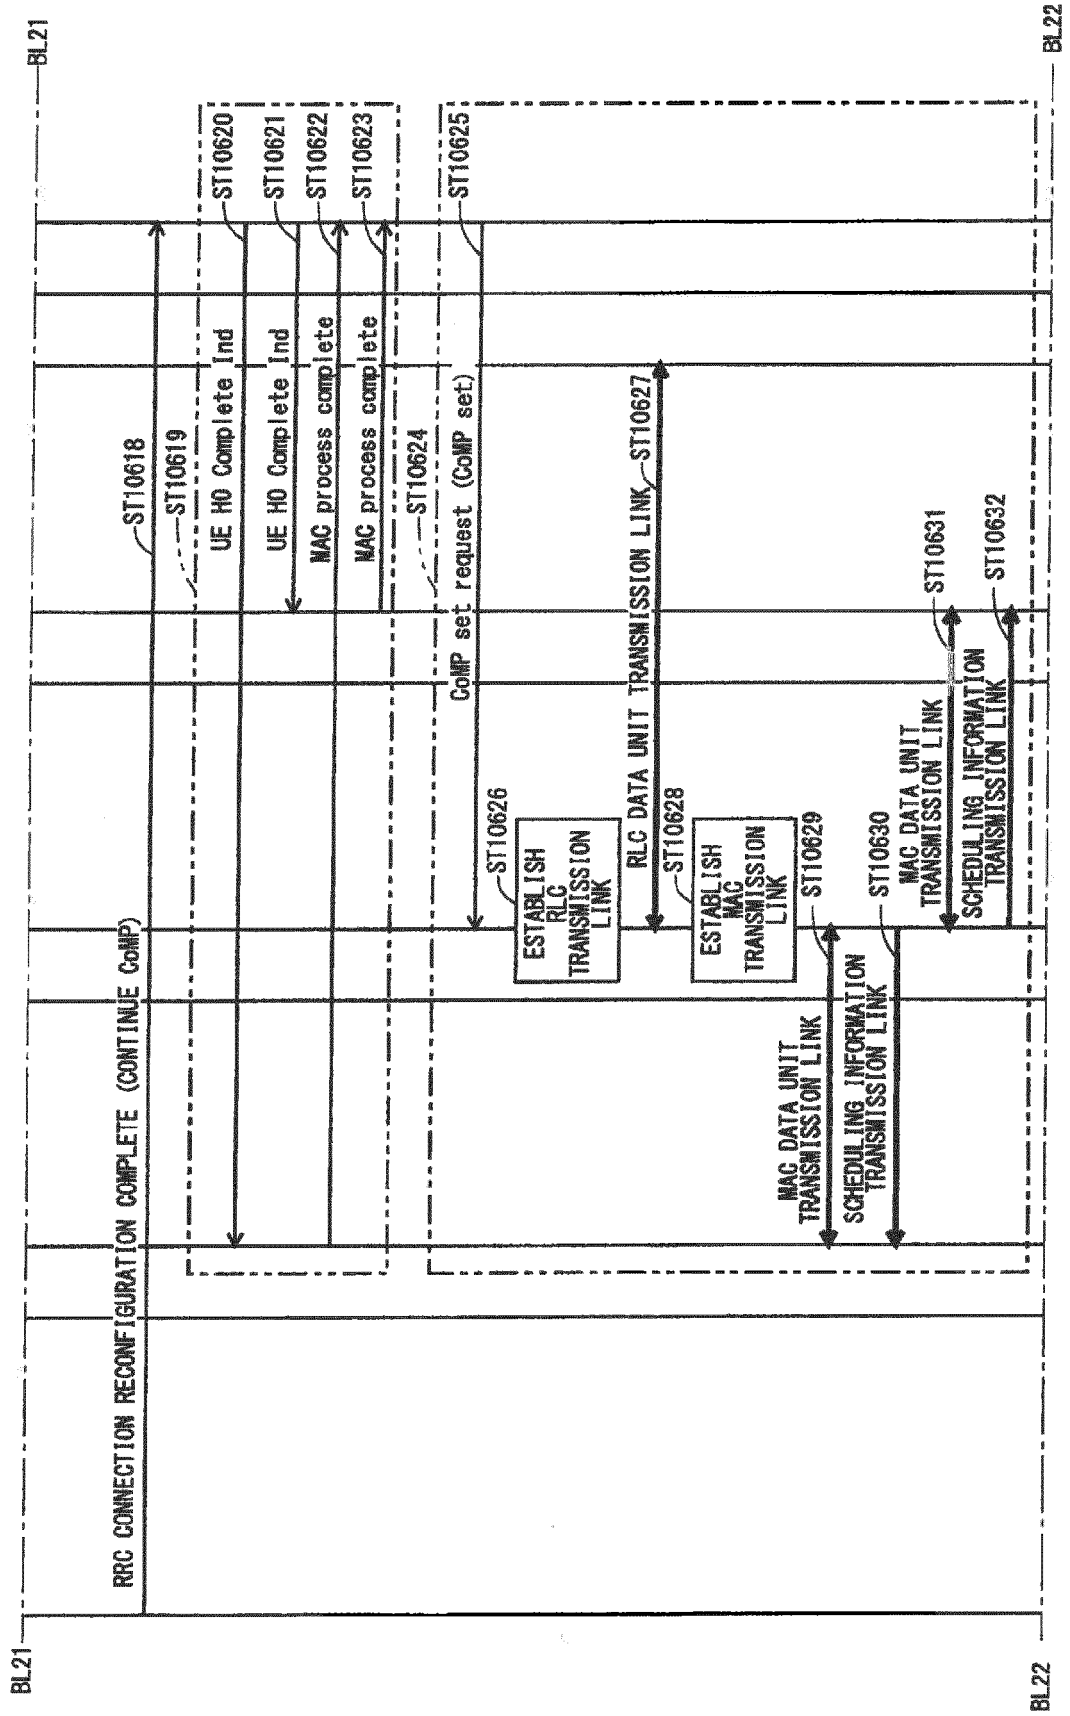 BL21
BL21
RRC CONNECTION RECONFIGURATION COMPLETE (CONTINUE CoMP)
ST10618
ST10619
UE HO Complete Ind
ST10620
UE HO Complete Ind
ST10621
MAC process complete
ST10622
MAC process complete
ST10623
ST10624
CoMP set request (CoMP set)
ST10625
ST10626
ESTABLISH
RLC
TRANSMISSION
LINK
RLC DATA UNIT TRANSMISSION LINK
ST10627
ST10628
ESTABLISH
MAC
TRANSMISSION
LINK
MAC DATA UNIT
TRANSMISSION LINK
ST10629
SCHEDULING INFORMATION
TRANSMISSION LINK
ST10630
MAC DATA UNIT
TRANSMISSION LINK
ST10631
SCHEDULING INFORMATION
TRANSMISSION LINK
ST10632
BL22
BL22